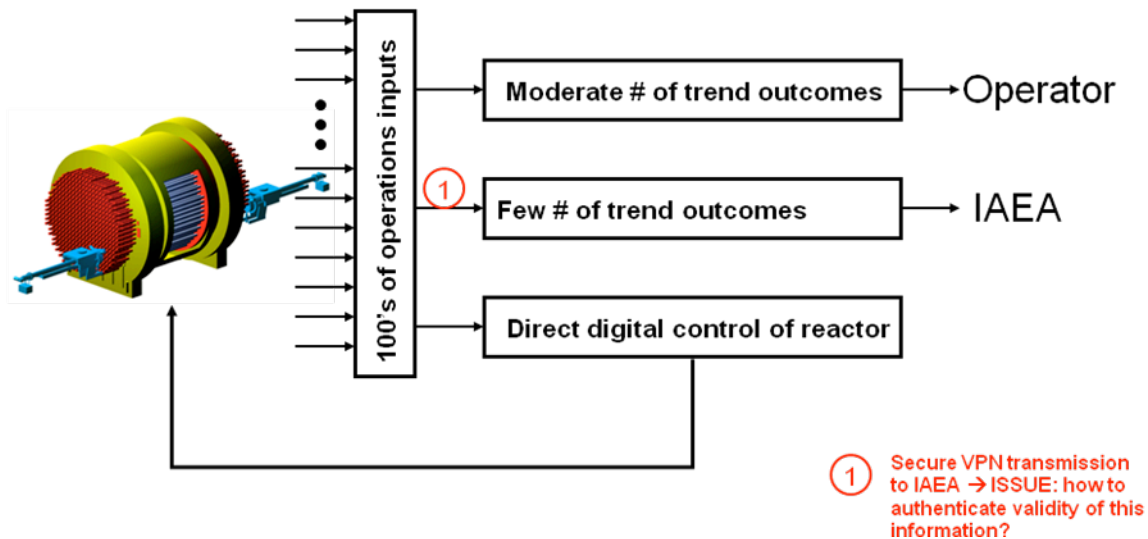 100's of operations inputs
Moderate # of trend outcomes
Operator
1
Few # of trend outcomes
IAEA
Direct digital control of reactor
1
Secure VPN transmission
to IAEA → ISSUE: how to
authenticate validity of this
information?